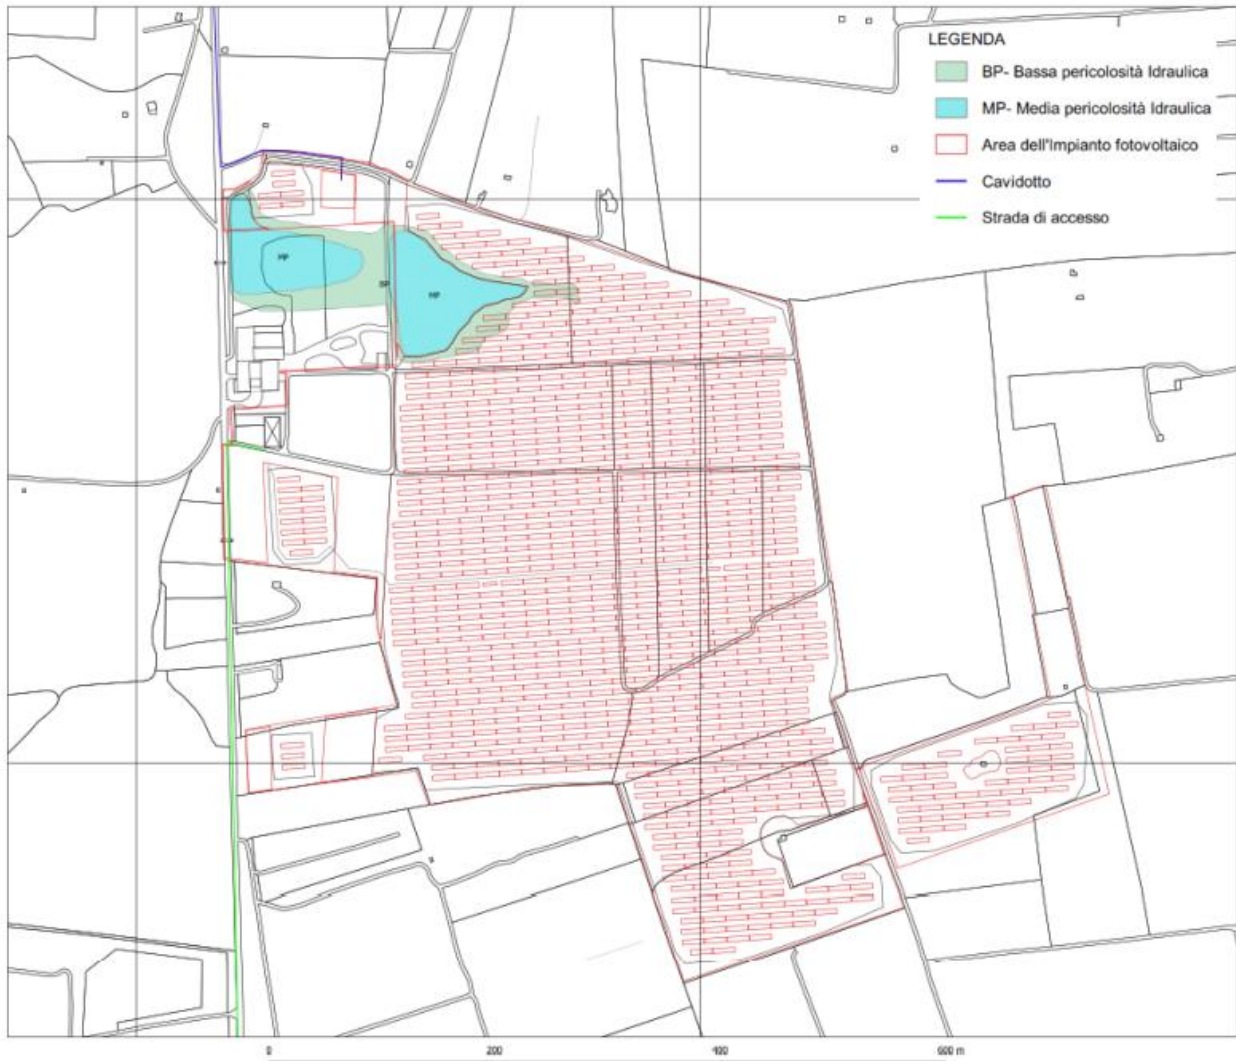 LEGENDA
BP- Bassa pericolosità Idraulica
MP- Media pericolosità Idraulica
Area dell'Impianto fotovoltaico
Cavidotto
Strada di accesso
MP
BP
MP
0 200 400 600 m